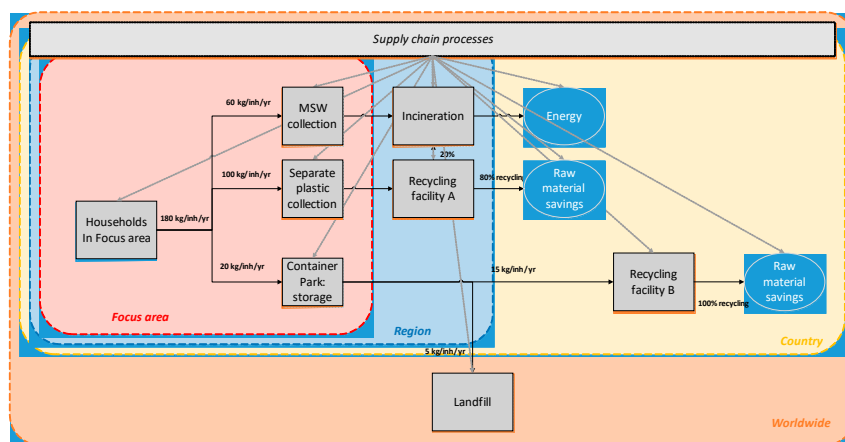 Supply chain processes
60 kg/inh/yr
MSW
collection
Incineration
Energy
20%
100 kg/inh/yr
Separate
plastic
collection
Recycling
facility A
80% recycling
Raw
material
savings
Households
In Focus area
180 kg/inh/yr
20 kg/inh/yr
Container
Park:
storage
15 kg/inh/yr
Recycling
facility B
100% recycling
Raw
material
savings
Focus area
Region
Country
5 kg/inh/yr
Landfill
Worldwide